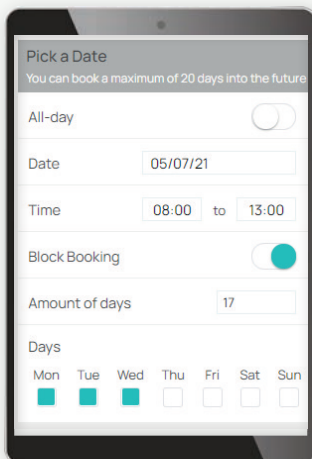 Pick a Date
You can book a maximum of 20 days into the future
All-day
Date 05/07/21
Time 08:00 to 13:00
Block Booking
Amount of days 17
Days
Mon Tue Wed Thu Fri Sat Sun